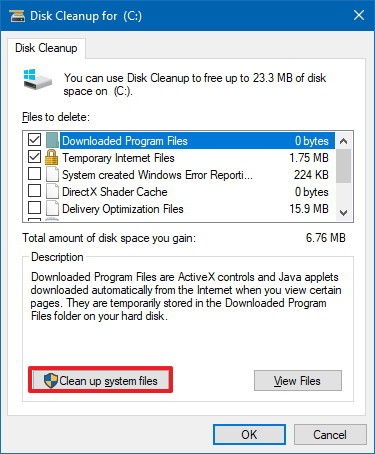 Disk Cleanup for (C:)
Disk Cleanup
You can use Disk Cleanup to free up to 23.3 MB of disk
space on (C:).
Files to delete:
Downloaded Program Files 0 bytes
Temporary Internet Files 1.75 MB
System created Windows Error Reporti... 224 KB
DirectX Shader Cache 0 bytes
Delivery Optimization Files 15.9 MB
Total amount of disk space you gain: 6.76 MB
Description
Downloaded Program Files are ActiveX controls and Java applets
downloaded automatically from the Internet when you view certain
pages. They are temporarily stored in the Downloaded Program
Files folder on your hard disk.
Clean up system files
View Files
OK
Cancel